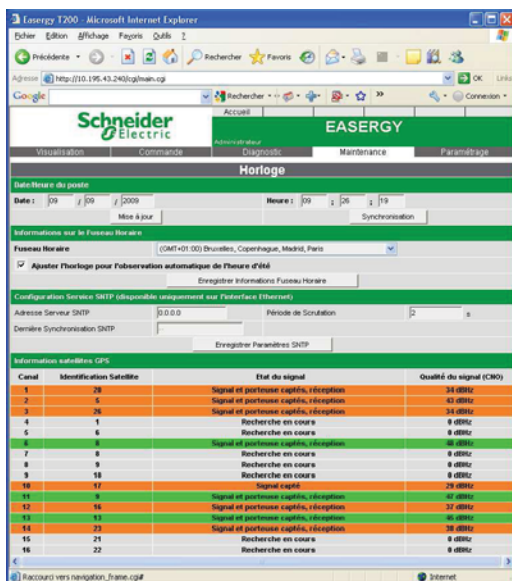 Easergy T200 - Microsoft Internet Explorer
Fichier Edition Affichage Favoris Outils ?
Précédente Rechercher Favoris
Adresse http://10.195.43.240/cgi/main.cgi OK Links
Google Rechercher Connexion
Accueil
Schneider Electric
EASERGY
Administrateur
Visualisation Commande Diagnostic Maintenance Paramétrage
Horloge
Date/Heure du poste
Date : 09 / 09 / 2009 Heure : 09 : 26 : 19
Mise à jour Synchronisation
Informations sur le Fuseau Horaire
Fuseau Horaire (GMT+01:00) Bruxelles, Copenhague, Madrid, Paris
Ajuster l'horloge pour l'observation automatique de l'heure d'été
Enregistrer Informations Fuseau Horaire
Configuration Service SNTP (disponible uniquement sur l'interface Ethernet)
Adresse Serveur SNTP 0.0.0.0 Période de Scrutation 2 s
Dernière Synchronisation SNTP
Enregistrer Paramètres SNTP
Information satellites GPS
Canal Identification Satellite Etat du signal Qualité du signal (CNO)
1 28 Signal et porteuse captés, réception 34 dBHz
2 5 Signal et porteuse captés, réception 43 dBHz
3 26 Signal et porteuse captés, réception 34 dBHz
4 1 Recherche en cours 0 dBHz
5 6 Recherche en cours 0 dBHz
6 8 Signal et porteuse captés, réception 48 dBHz
7 8 Recherche en cours 0 dBHz
8 9 Recherche en cours 0 dBHz
9 18 Recherche en cours 0 dBHz
10 17 Signal capté 29 dBHz
11 9 Signal et porteuse captés, réception 47 dBHz
12 16 Signal et porteuse captés, réception 37 dBHz
13 13 Signal et porteuse captés, réception 46 dBHz
14 23 Signal et porteuse captés, réception 38 dBHz
15 21 Recherche en cours 0 dBHz
16 22 Recherche en cours 0 dBHz
Raccourci vers navigation_frame.cgi# Internet